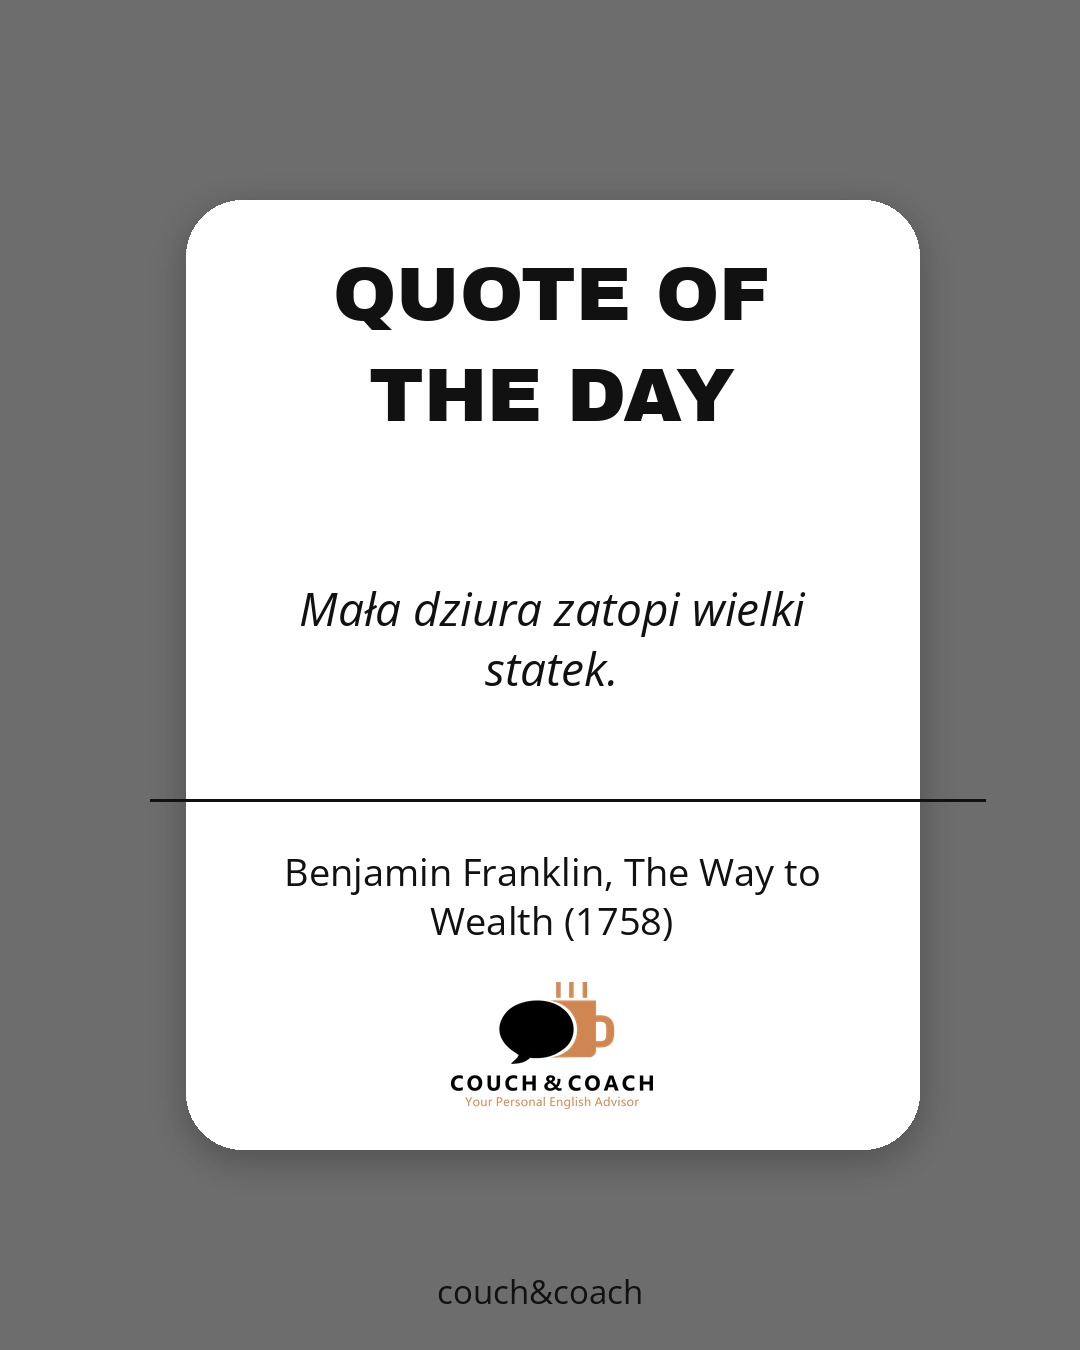 QUOTE OF
THE DAY
Mała dziura zatopi wielki
statek.
Benjamin Franklin, The Way to
Wealth (1758)
COUCH & COACH
Your Personal English Advisor
couch&coach